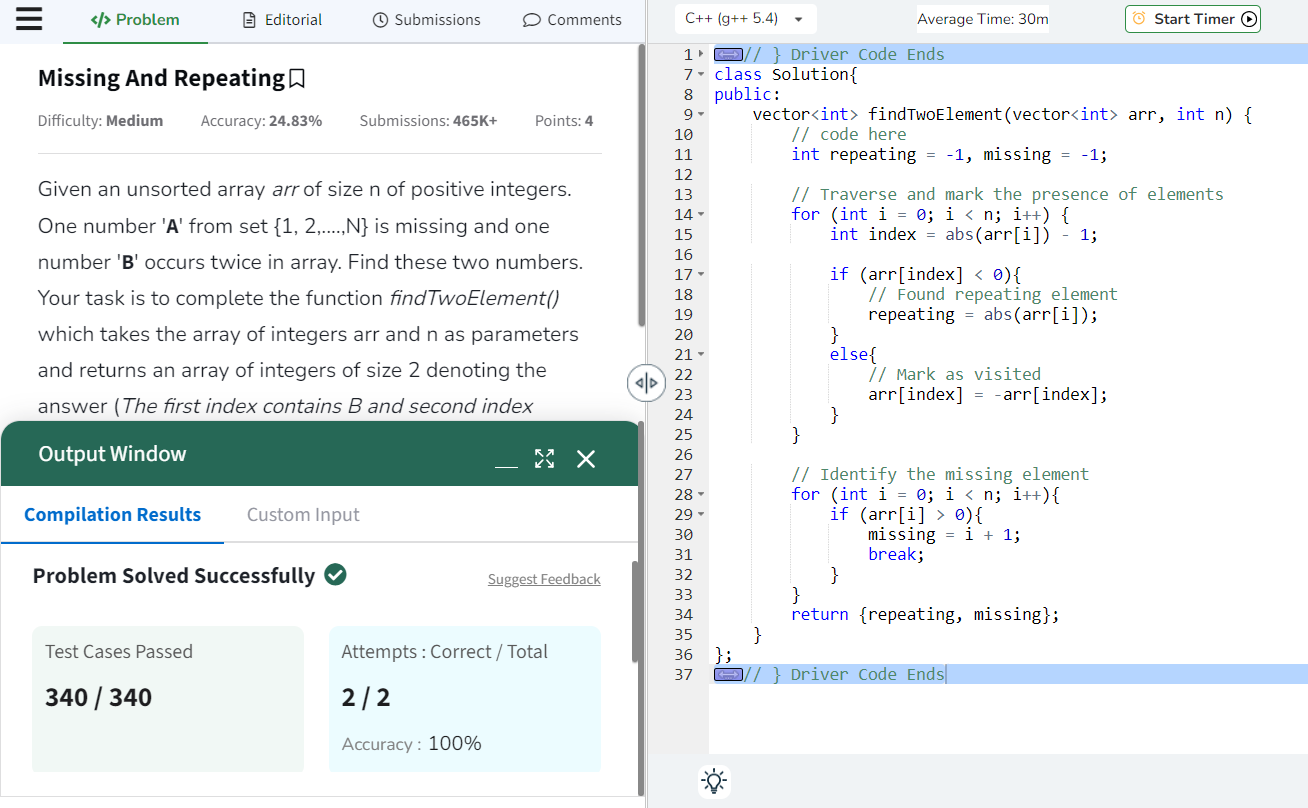 Problem
Editorial
Submissions
Comments
Missing And Repeating
Difficulty: Medium
Accuracy: 24.83%
Submissions: 465K+
Points: 4
Given an unsorted array arr of size n of positive integers.
One number 'A' from set {1, 2,....,N} is missing and one
number 'B' occurs twice in array. Find these two numbers.
Your task is to complete the function findTwoElement()
which takes the array of integers arr and n as parameters
and returns an array of integers of size 2 denoting the
answer (The first index contains B and second index
Output Window
Compilation Results
Custom Input
Problem Solved Successfully
Suggest Feedback
Test Cases Passed
340 / 340
Attempts : Correct / Total
2 / 2
Accuracy : 100%
C++ (g++ 5.4)
Average Time: 30m
Start Timer
1 // } Driver Code Ends
7 class Solution{
8 public:
9     vector<int> findTwoElement(vector<int> arr, int n) {
10         // code here
11         int repeating = -1, missing = -1;
12
13         // Traverse and mark the presence of elements
14         for (int i = 0; i < n; i++) {
15             int index = abs(arr[i]) - 1;
16
17             if (arr[index] < 0){
18                 // Found repeating element
19                 repeating = abs(arr[i]);
20             }
21             else{
22                 // Mark as visited
23                 arr[index] = -arr[index];
24             }
25         }
26
27         // Identify the missing element
28         for (int i = 0; i < n; i++){
29             if (arr[i] > 0){
30                 missing = i + 1;
31                 break;
32             }
33         }
34         return {repeating, missing};
35     }
36 };
37 // } Driver Code Ends